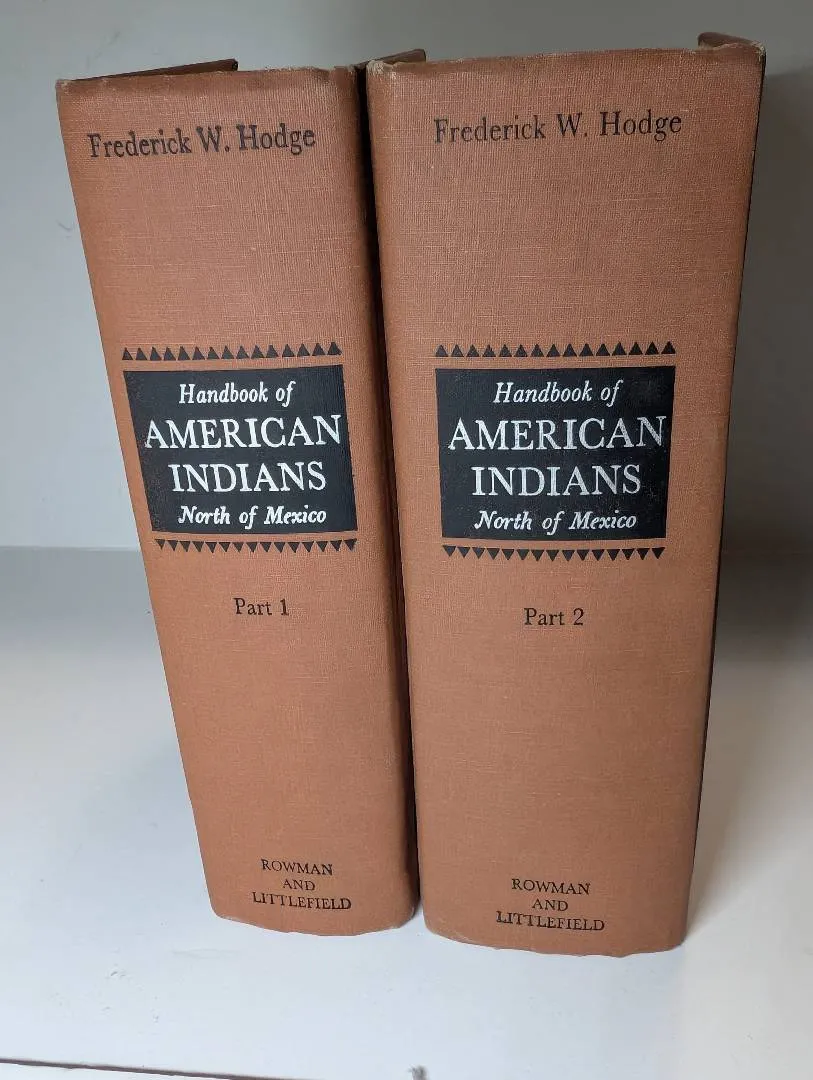 Frederick W. Hodge
Handbook of
AMERICAN
INDIANS
North of Mexico
Part 1
ROWMAN
AND
LITTLEFIELD
Frederick W. Hodge
Handbook of
AMERICAN
INDIANS
North of Mexico
Part 2
ROWMAN
AND
LITTLEFIELD